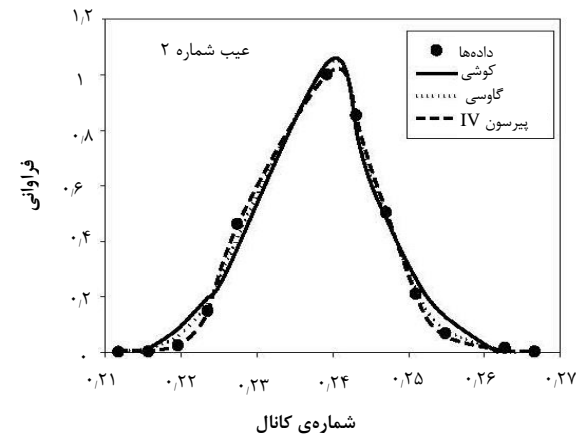 عیب شماره ۲
داده‌ها
کوشی
گاوسی
پیرسون IV
فراوانی
۱٫۲
۱
۰٫۸
۰٫۶
۰٫۴
۰٫۲
۰
۰٫۲۱ ۰٫۲۲ ۰٫۲۳ ۰٫۲۴ ۰٫۲۵ ۰٫۲۶ ۰٫۲۷
شماره‌ی کانال